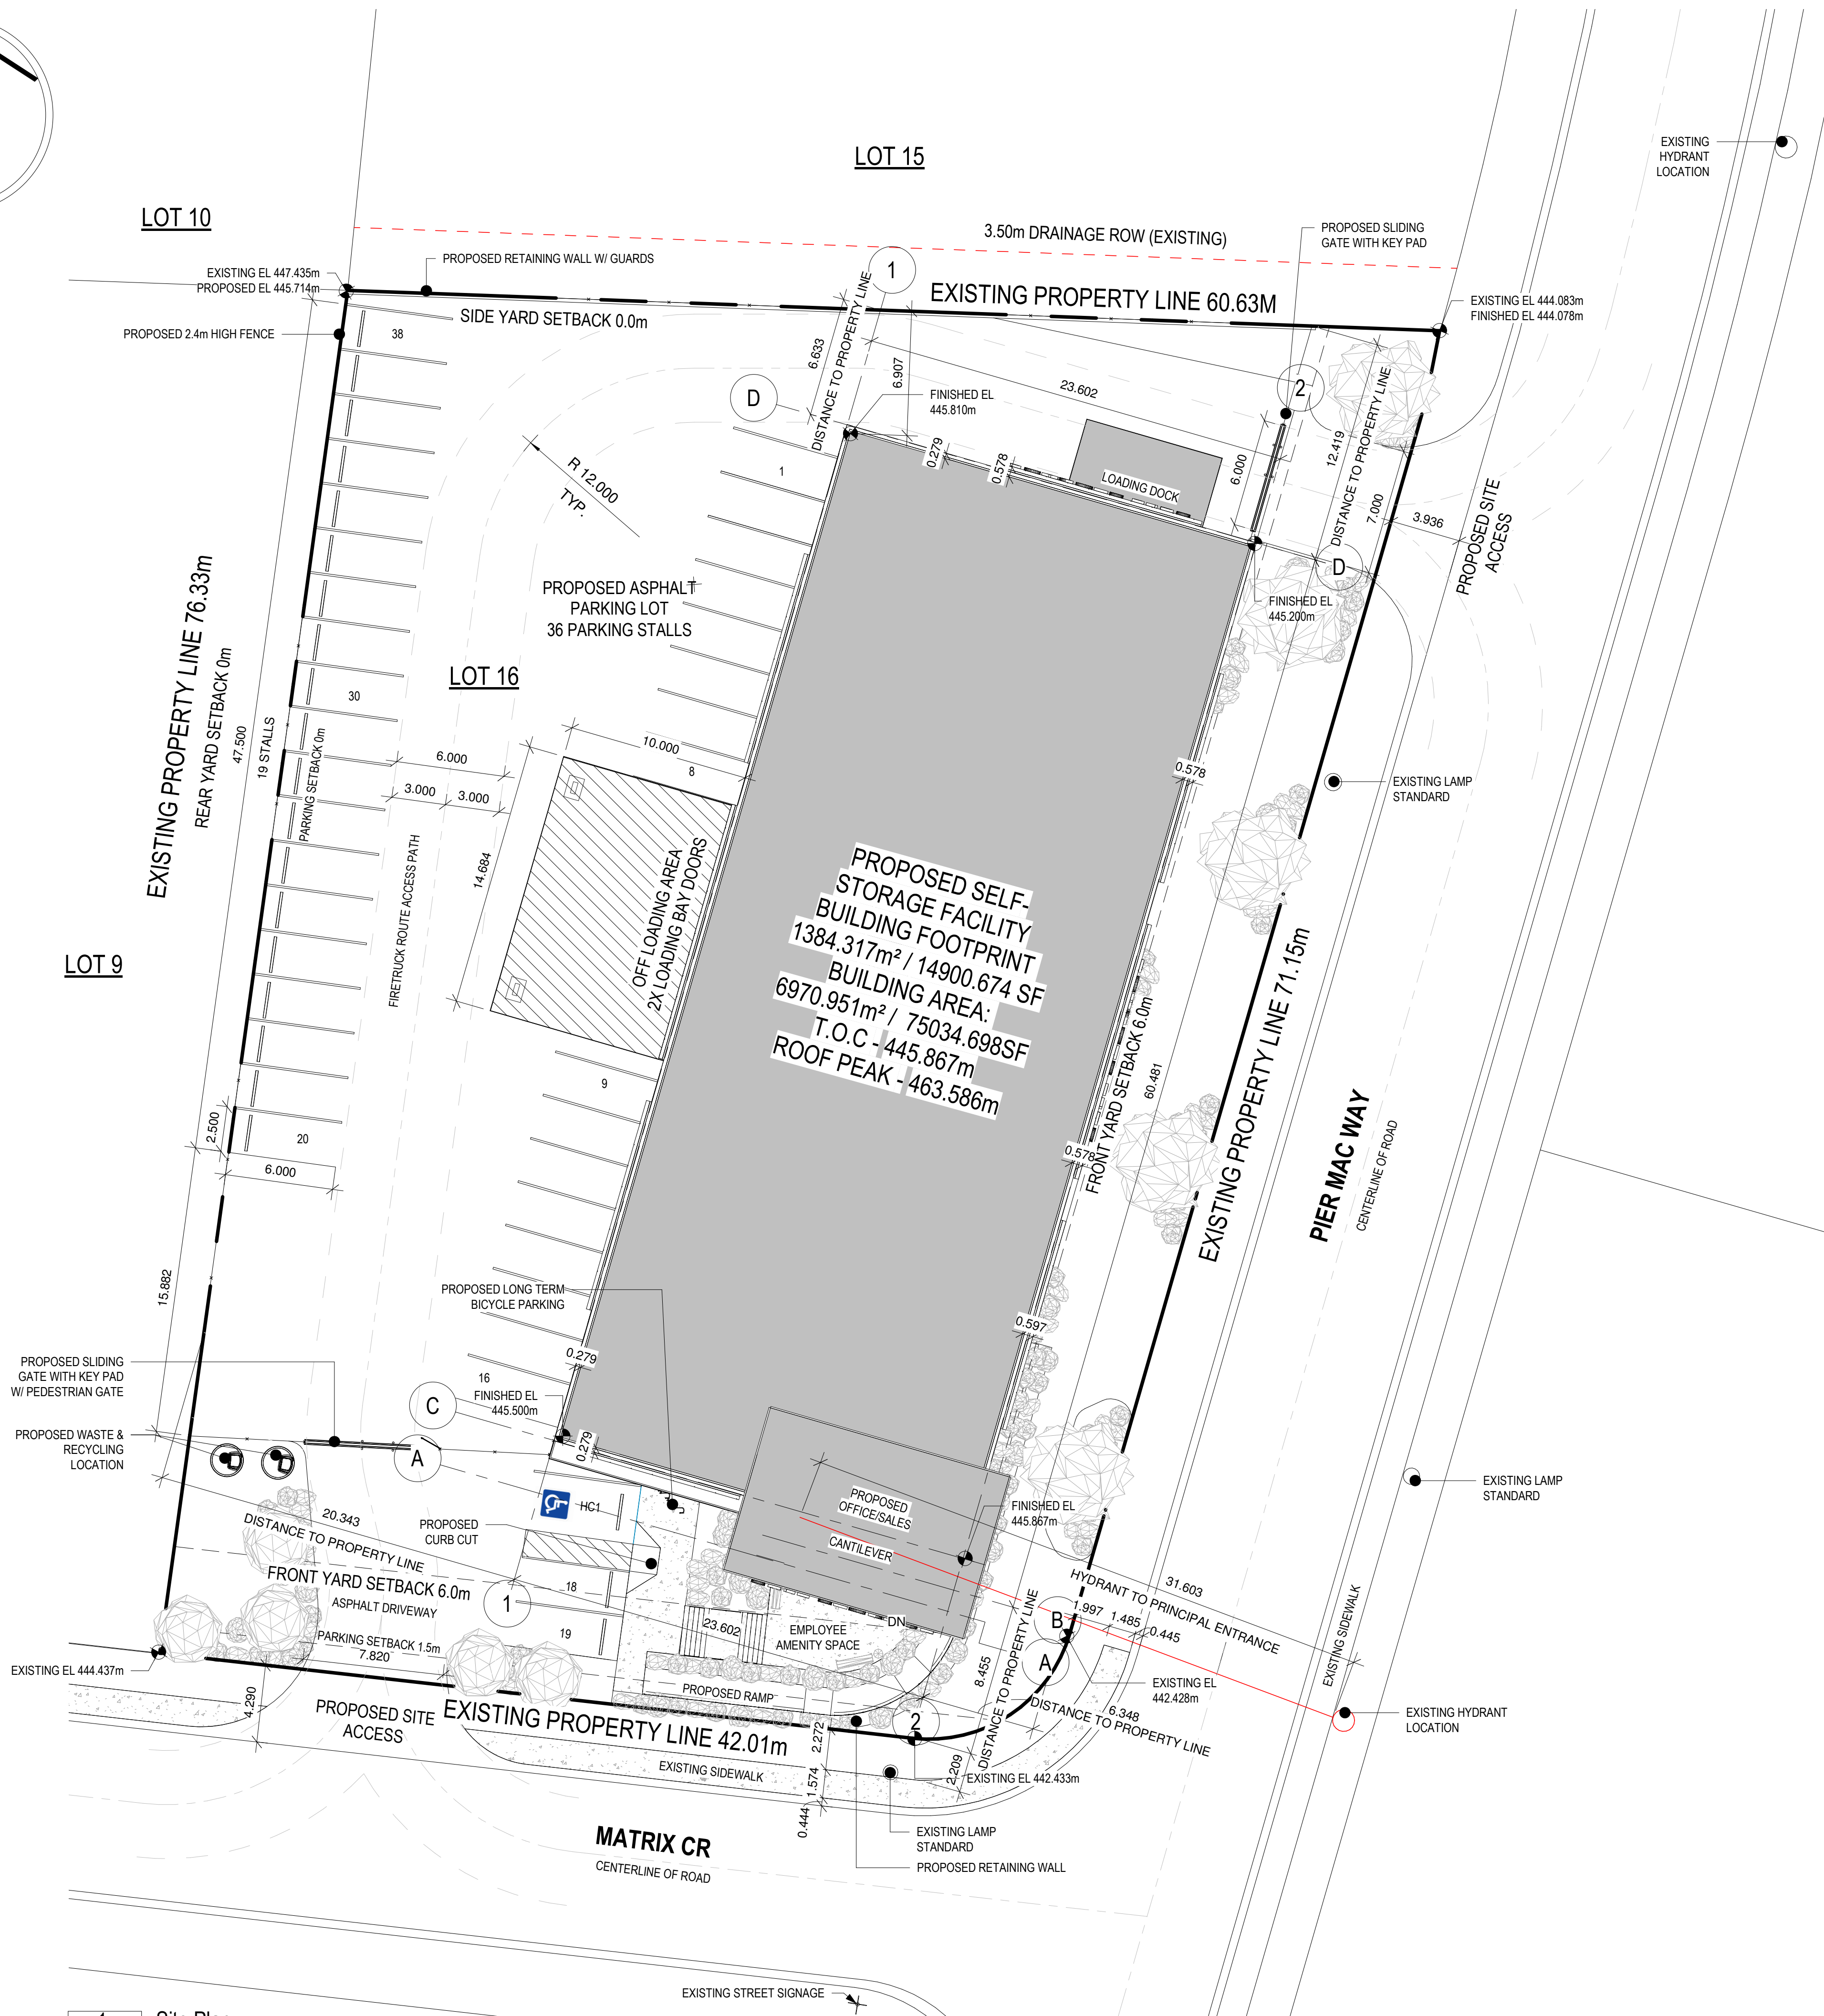 LOT 15
EXISTING
HYDRANT
LOCATION
LOT 10
3.50m DRAINAGE ROW (EXISTING)
PROPOSED SLIDING
GATE WITH KEY PAD
PROPOSED RETAINING WALL W/ GUARDS
1
EXISTING EL 447.435m
PROPOSED EL 445.714m
EXISTING PROPERTY LINE 60.63M
EXISTING EL 444.083m
FINISHED EL 444.078m
SIDE YARD SETBACK 0.0m
PROPOSED 2.4m HIGH FENCE
38
6.633
DISTANCE TO PROPERTY LINE
6.907
23.602
2
D
FINISHED EL
445.810m
12.419
DISTANCE TO PROPERTY LINE
0.279
0.578
LOADING DOCK
6.000
7.000
3.936
PROPOSED SITE
ACCESS
1
R 12.000
TYP.
D
PROPOSED ASPHALT
PARKING LOT
36 PARKING STALLS
FINISHED EL
445.200m
EXISTING PROPERTY LINE 76.33m
REAR YARD SETBACK 0m
47.500
19 STALLS
PARKING SETBACK 0m
LOT 16
30
6.000
3.000
3.000
10.000
8
0.578
EXISTING LAMP
STANDARD
14.684
FIRETRUCK ROUTE ACCESS PATH
OFF LOADING AREA
2X LOADING BAY DOORS
PROPOSED SELF-
STORAGE FACILITY
BUILDING FOOTPRINT
1384.317m² / 14900.674 SF
BUILDING AREA:
6970.951m² / 75034.698SF
T.O.C - 445.867m
ROOF PEAK - 463.586m
LOT 9
FRONT YARD SETBACK 6.0m
60.481
EXISTING PROPERTY LINE 71.15m
9
2.500
20
6.000
0.578
PIER MAC WAY
CENTERLINE OF ROAD
15.882
PROPOSED LONG TERM
BICYCLE PARKING
0.597
0.279
PROPOSED SLIDING
GATE WITH KEY PAD
W/ PEDESTRIAN GATE
16
FINISHED EL
445.500m
C
PROPOSED WASTE &
RECYCLING
LOCATION
A
0.279
EXISTING LAMP
STANDARD
HC1
PROPOSED
OFFICE/SALES
FINISHED EL
445.867m
20.343
DISTANCE TO PROPERTY LINE
PROPOSED
CURB CUT
CANTILEVER
FRONT YARD SETBACK 6.0m
ASPHALT DRIVEWAY
18
1
31.603
HYDRANT TO PRINCIPAL ENTRANCE
1.997
1.485
0.445
EXISTING SIDEWALK
PARKING SETBACK 1.5m
7.820
19
23.602
EMPLOYEE
AMENITY SPACE
DN
B
A
EXISTING EL 444.437m
8.455
DISTANCE TO PROPERTY LINE
EXISTING EL
442.428m
PROPOSED RAMP
4.290
PROPOSED SITE
ACCESS
EXISTING PROPERTY LINE 42.01m
2
6.348
DISTANCE TO PROPERTY LINE
EXISTING HYDRANT
LOCATION
2.272
EXISTING SIDEWALK
1.574
2.209
EXISTING EL 442.433m
0.444
MATRIX CR
CENTERLINE OF ROAD
EXISTING LAMP
STANDARD
PROPOSED RETAINING WALL
EXISTING STREET SIGNAGE